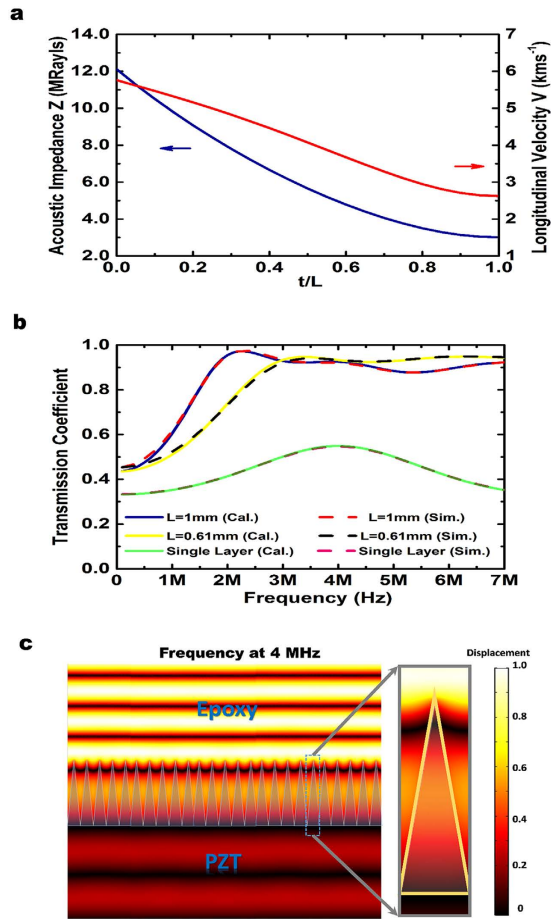 a
Acoustic Impedance Z (MRayls)
14.0
12.0
10.0
8.0
6.0
4.0
2.0
0.0 0.2 0.4 0.6 0.8 1.0
t/L
7
6
5
4
3
2
1
Longitudinal Velocity V (kms⁻¹)
b
Transmission Coefficient
1.0
0.8
0.6
0.4
0.2
0.0
L=1mm (Cal.) L=1mm (Sim.)
L=0.61mm (Cal.) L=0.61mm (Sim.)
Single Layer (Cal.) Single Layer (Sim.)
0 1M 2M 3M 4M 5M 6M 7M
Frequency (Hz)
c
Frequency at 4 MHz
Displacement
Epoxy
PZT
1.0
0.8
0.6
0.4
0.2
0